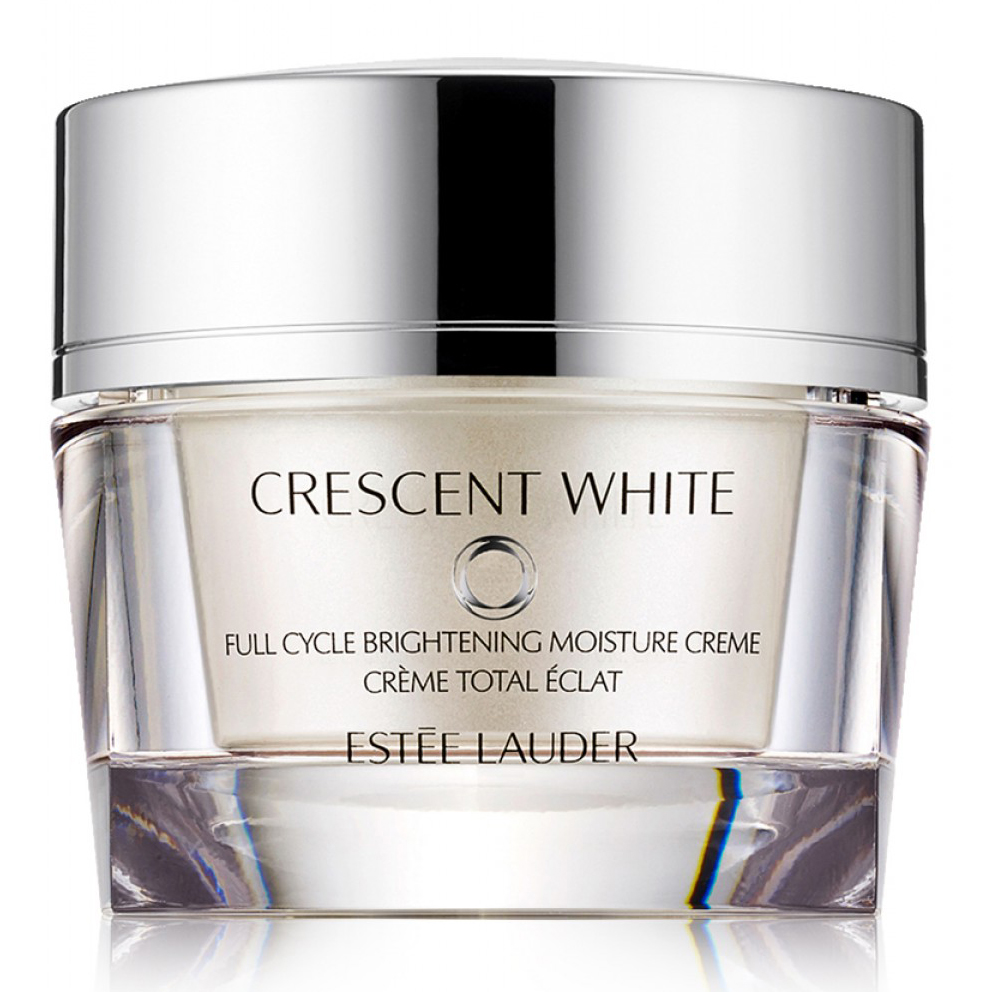 CRESCENT WHITE
FULL CYCLE BRIGHTENING MOISTURE CREME
CRÈME TOTAL ÉCLAT
ESTĒE LAUDER